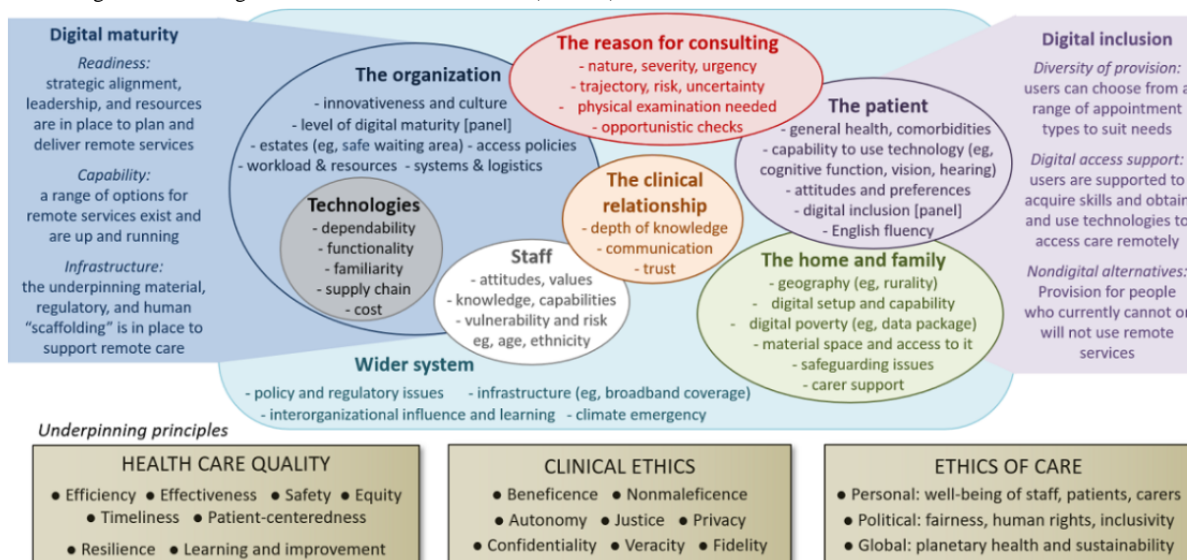 Digital maturity
Readiness:
strategic alignment,
leadership, and resources
are in place to plan and
deliver remote services
Capability:
a range of options for
remote services exist and
are up and running
Infrastructure:
the underpinning material,
regulatory, and human
“scaffolding” is in place to
support remote care
The organization
- innovativeness and culture
- level of digital maturity [panel]
- estates (eg, safe waiting area) - access policies
- workload & resources - systems & logistics
Technologies
- dependability
- functionality
- familiarity
- supply chain
- cost
The reason for consulting
- nature, severity, urgency
- trajectory, risk, uncertainty
- physical examination needed
- opportunistic checks
The clinical
relationship
- depth of knowledge
- communication
- trust
Staff
- attitudes, values
- knowledge, capabilities
- vulnerability and risk
eg, age, ethnicity
The patient
- general health, comorbidities
- capability to use technology (eg,
cognitive function, vision, hearing)
- attitudes and preferences
- digital inclusion [panel]
- English fluency
The home and family
- geography (eg, rurality)
- digital setup and capability
- digital poverty (eg, data package)
- material space and access to it
- safeguarding issues
- carer support
Wider system
- policy and regulatory issues - infrastructure (eg, broadband coverage)
- interorganizational influence and learning - climate emergency
Digital inclusion
Diversity of provision:
users can choose from a
range of appointment
types to suit needs
Digital access support:
users are supported to
acquire skills and obtain
and use technologies to
access care remotely
Nondigital alternatives:
Provision for people
who currently cannot or
will not use remote
services
Underpinning principles
HEALTH CARE QUALITY
● Efficiency ● Effectiveness ● Safety ● Equity
● Timeliness ● Patient-centeredness
● Resilience ● Learning and improvement
CLINICAL ETHICS
● Beneficence ● Nonmaleficence
● Autonomy ● Justice ● Privacy
● Confidentiality ● Veracity ● Fidelity
ETHICS OF CARE
● Personal: well-being of staff, patients, carers
● Political: fairness, human rights, inclusivity
● Global: planetary health and sustainability